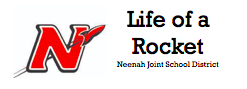 N
Life of a
Rocket
Neenah Joint School District